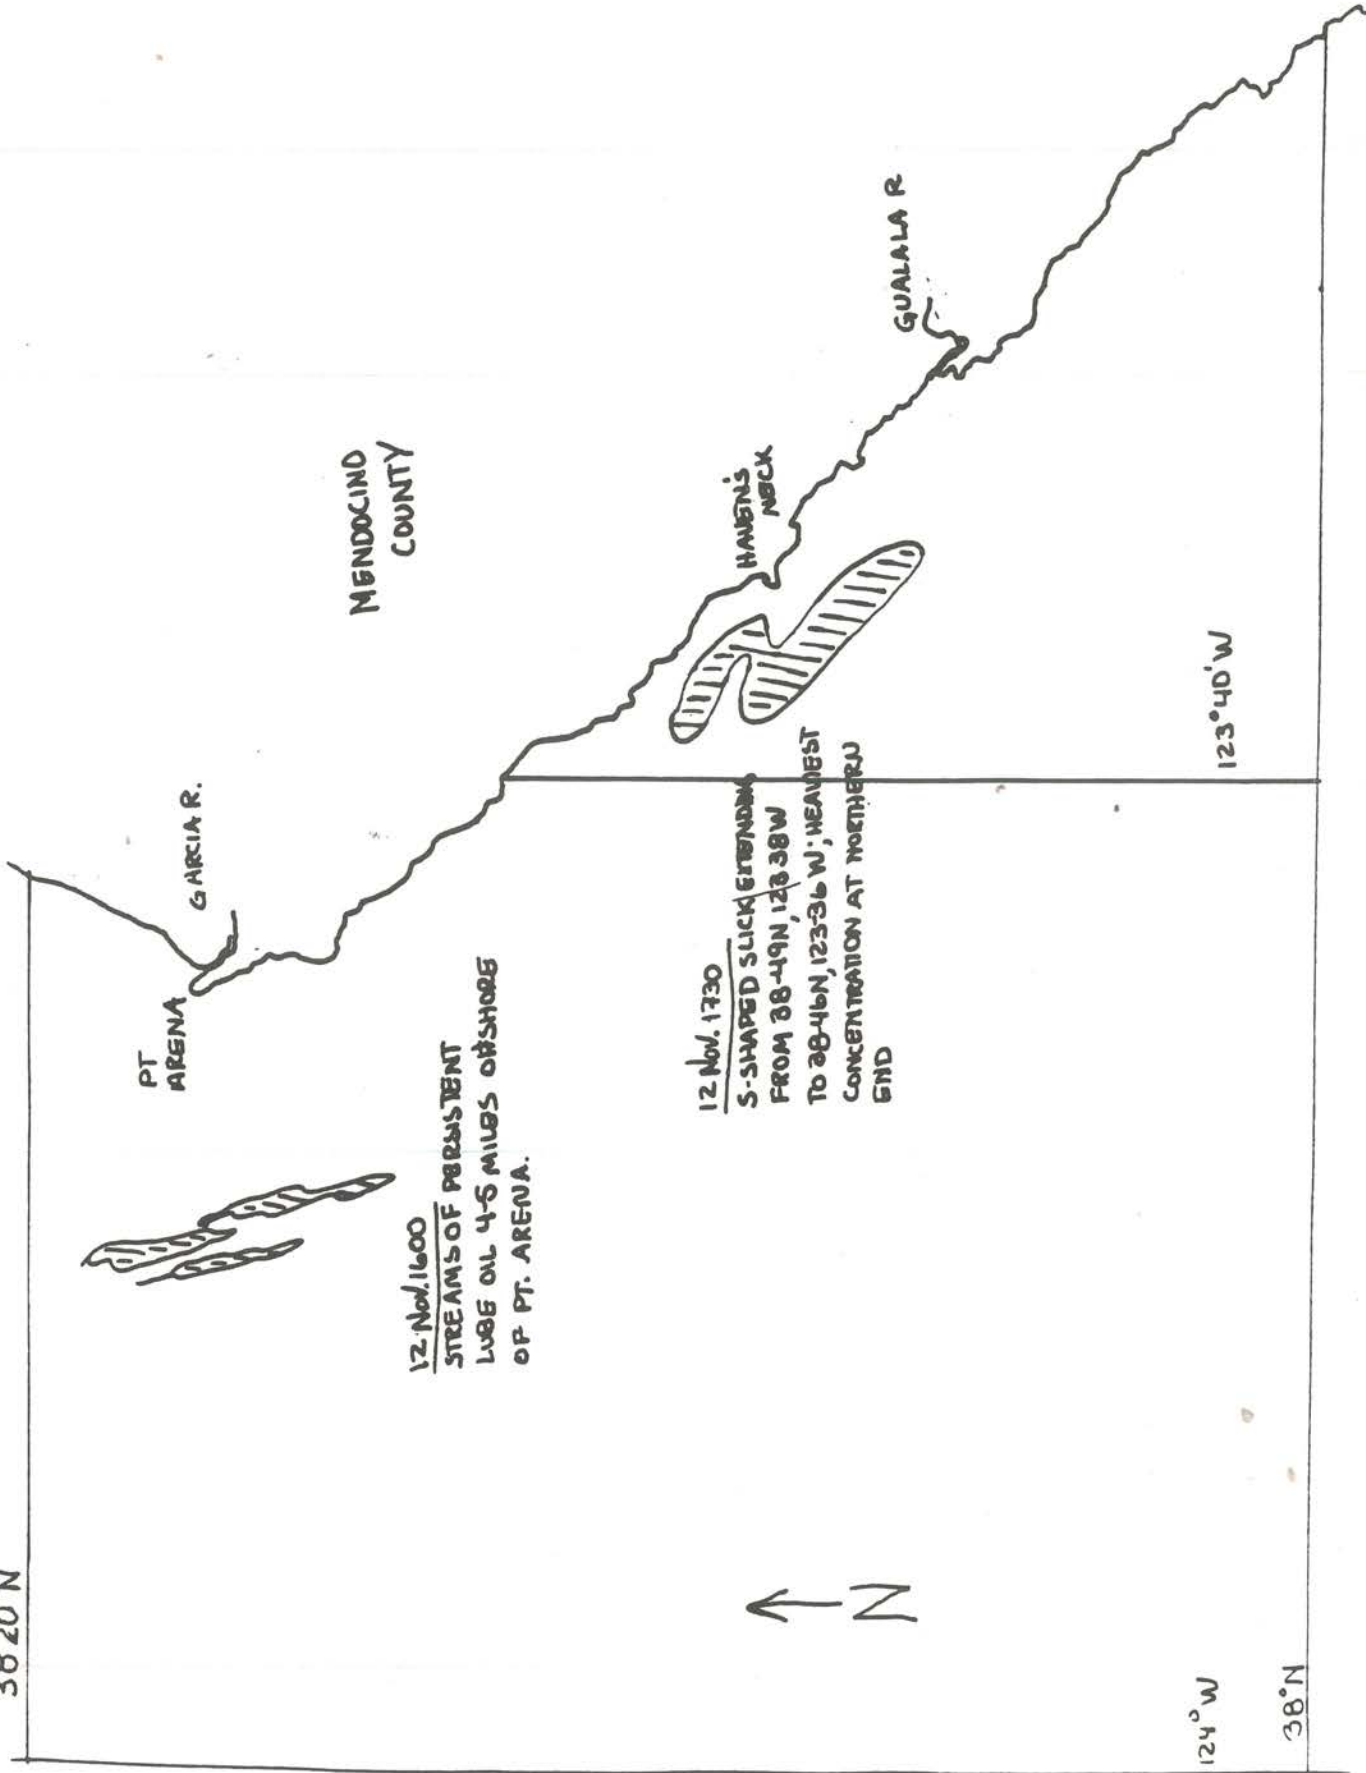 38 20'N
PT
ARENA
GARCIA R.
MENDOCINO
COUNTY
12 NOV. 1600
STREAMS OF PERSISTENT
LUBE OIL 4-5 MILES OFFSHORE
OF PT. ARENA.
HAVEN'S
NECK
GUALALA R
12 NOV. 1730
S-SHAPED SLICK EXTENDING
FROM 38-49N, 123 38W
TO 38-46N, 123-36 W; HEAVIEST
CONCENTRATION AT NORTHERN
END
N
123°40'W
124°W
38°N